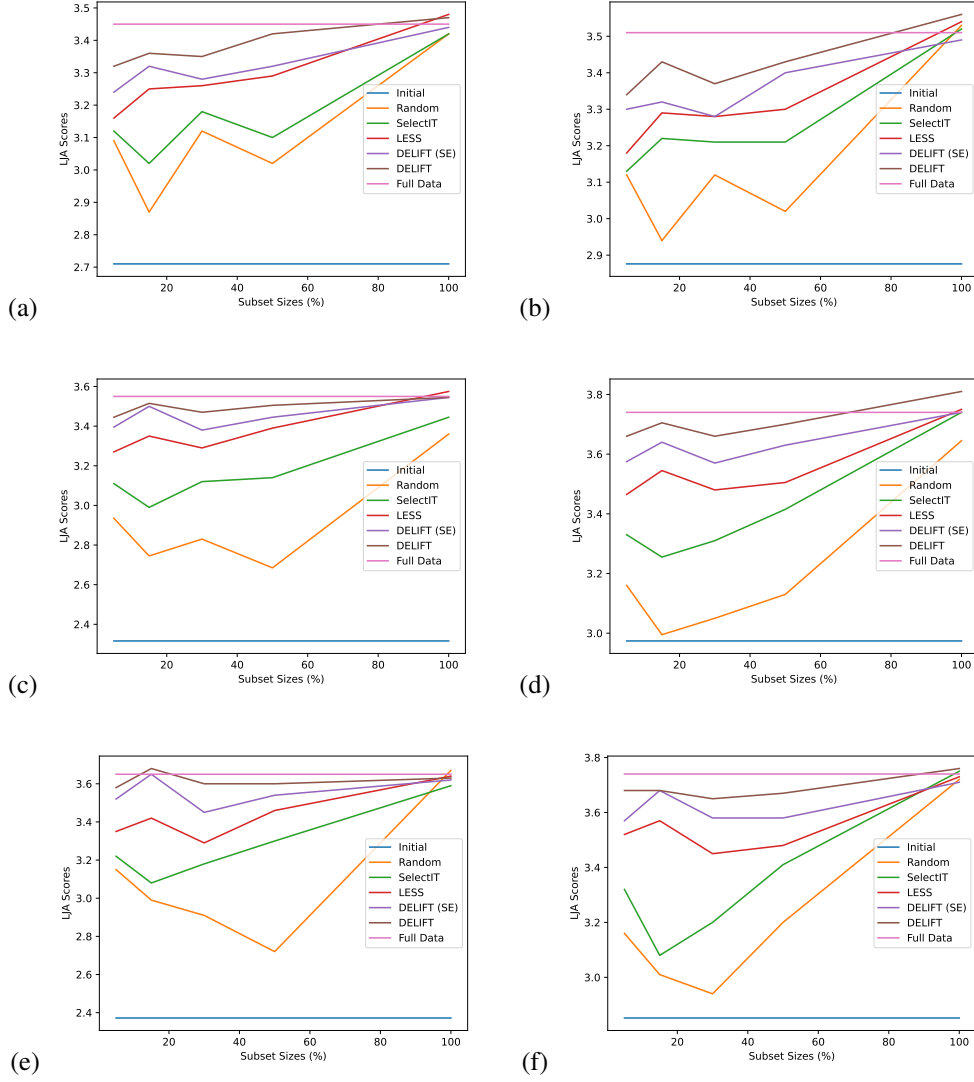 3.5
3.4
3.3
3.2
3.1
3.0
2.9
2.8
2.7
LJA Scores
20
40
60
80
100
Subset Sizes (%)
Initial
Random
SelectIT
LESS
DELIFT (SE)
DELIFT
Full Data
(a)
3.5
3.4
3.3
3.2
3.1
3.0
2.9
LJA Scores
20
40
60
80
100
Subset Sizes (%)
Initial
Random
SelectIT
LESS
DELIFT (SE)
DELIFT
Full Data
(b)
3.6
3.4
3.2
3.0
2.8
2.6
2.4
LJA Scores
20
40
60
80
100
Subset Sizes (%)
Initial
Random
SelectIT
LESS
DELIFT (SE)
DELIFT
Full Data
(c)
3.8
3.6
3.4
3.2
3.0
LJA Scores
20
40
60
80
100
Subset Sizes (%)
Initial
Random
SelectIT
LESS
DELIFT (SE)
DELIFT
Full Data
(d)
3.6
3.4
3.2
3.0
2.8
2.6
2.4
LJA Scores
20
40
60
80
100
Subset Sizes (%)
Initial
Random
SelectIT
LESS
DELIFT (SE)
DELIFT
Full Data
(e)
3.8
3.6
3.4
3.2
3.0
LJA Scores
20
40
60
80
100
Subset Sizes (%)
Initial
Random
SelectIT
LESS
DELIFT (SE)
DELIFT
Full Data
(f)